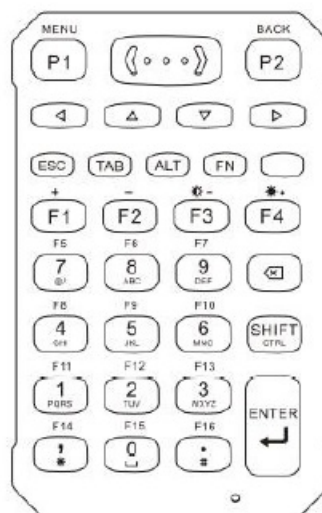 MENU BACK
P1 P2
ESC TAB ALT FN
+ - - +
F1 F2 F3 F4
F5 F6 F7
7 8 9
@/ ABC DEF
F8 F9 F10
4 5 6 SHIFT
GHI JKL MNO CTRL
F11 F12 F13
1 2 3
PQRS TUV WXYZ ENTER
F14 F15 F16
, 0 .
* #